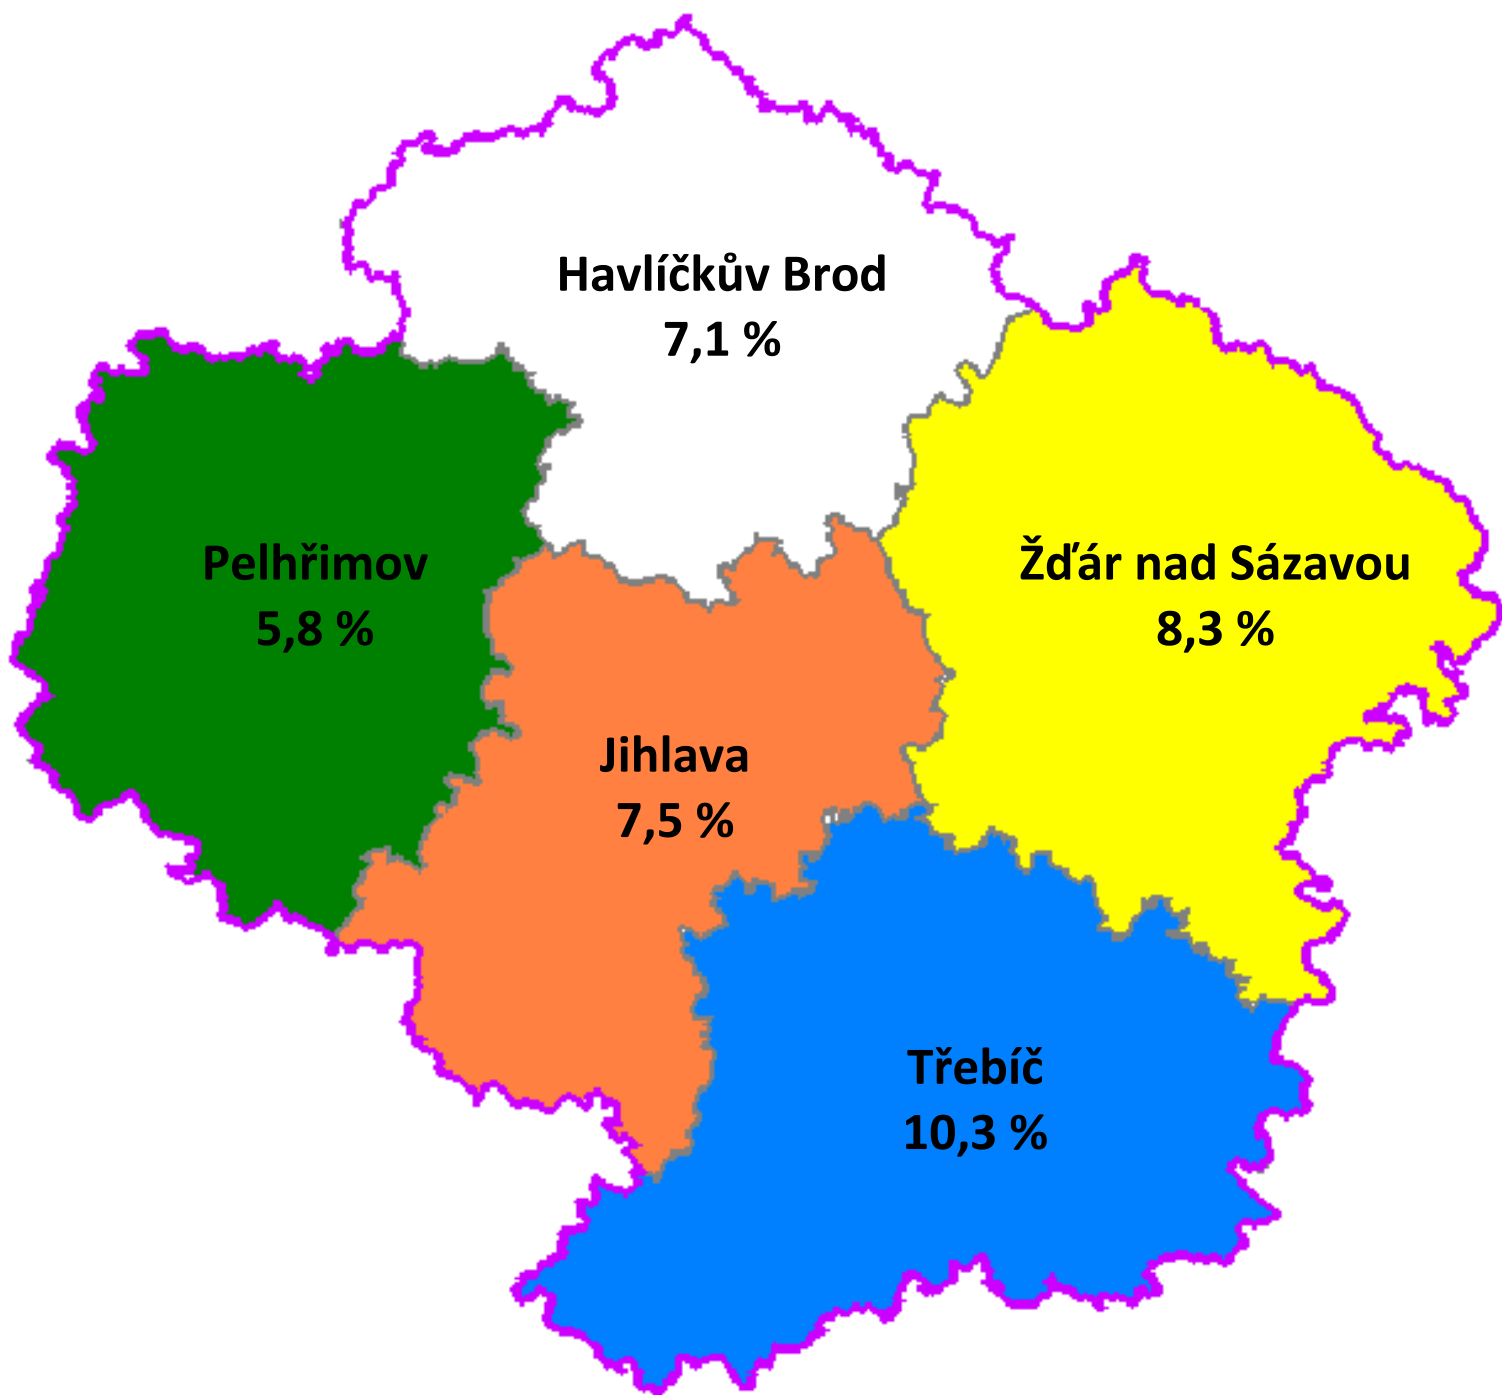 Havlíčkův Brod
7,1 %
Pelhřimov
5,8 %
Žďár nad Sázavou
8,3 %
Jihlava
7,5 %
Třebíč
10,3 %